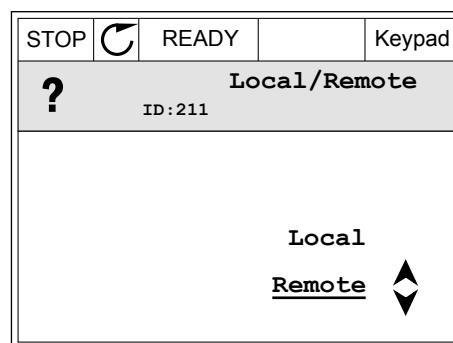 STOP READY Keypad
? Local/Remote
ID:211
Local
Remote